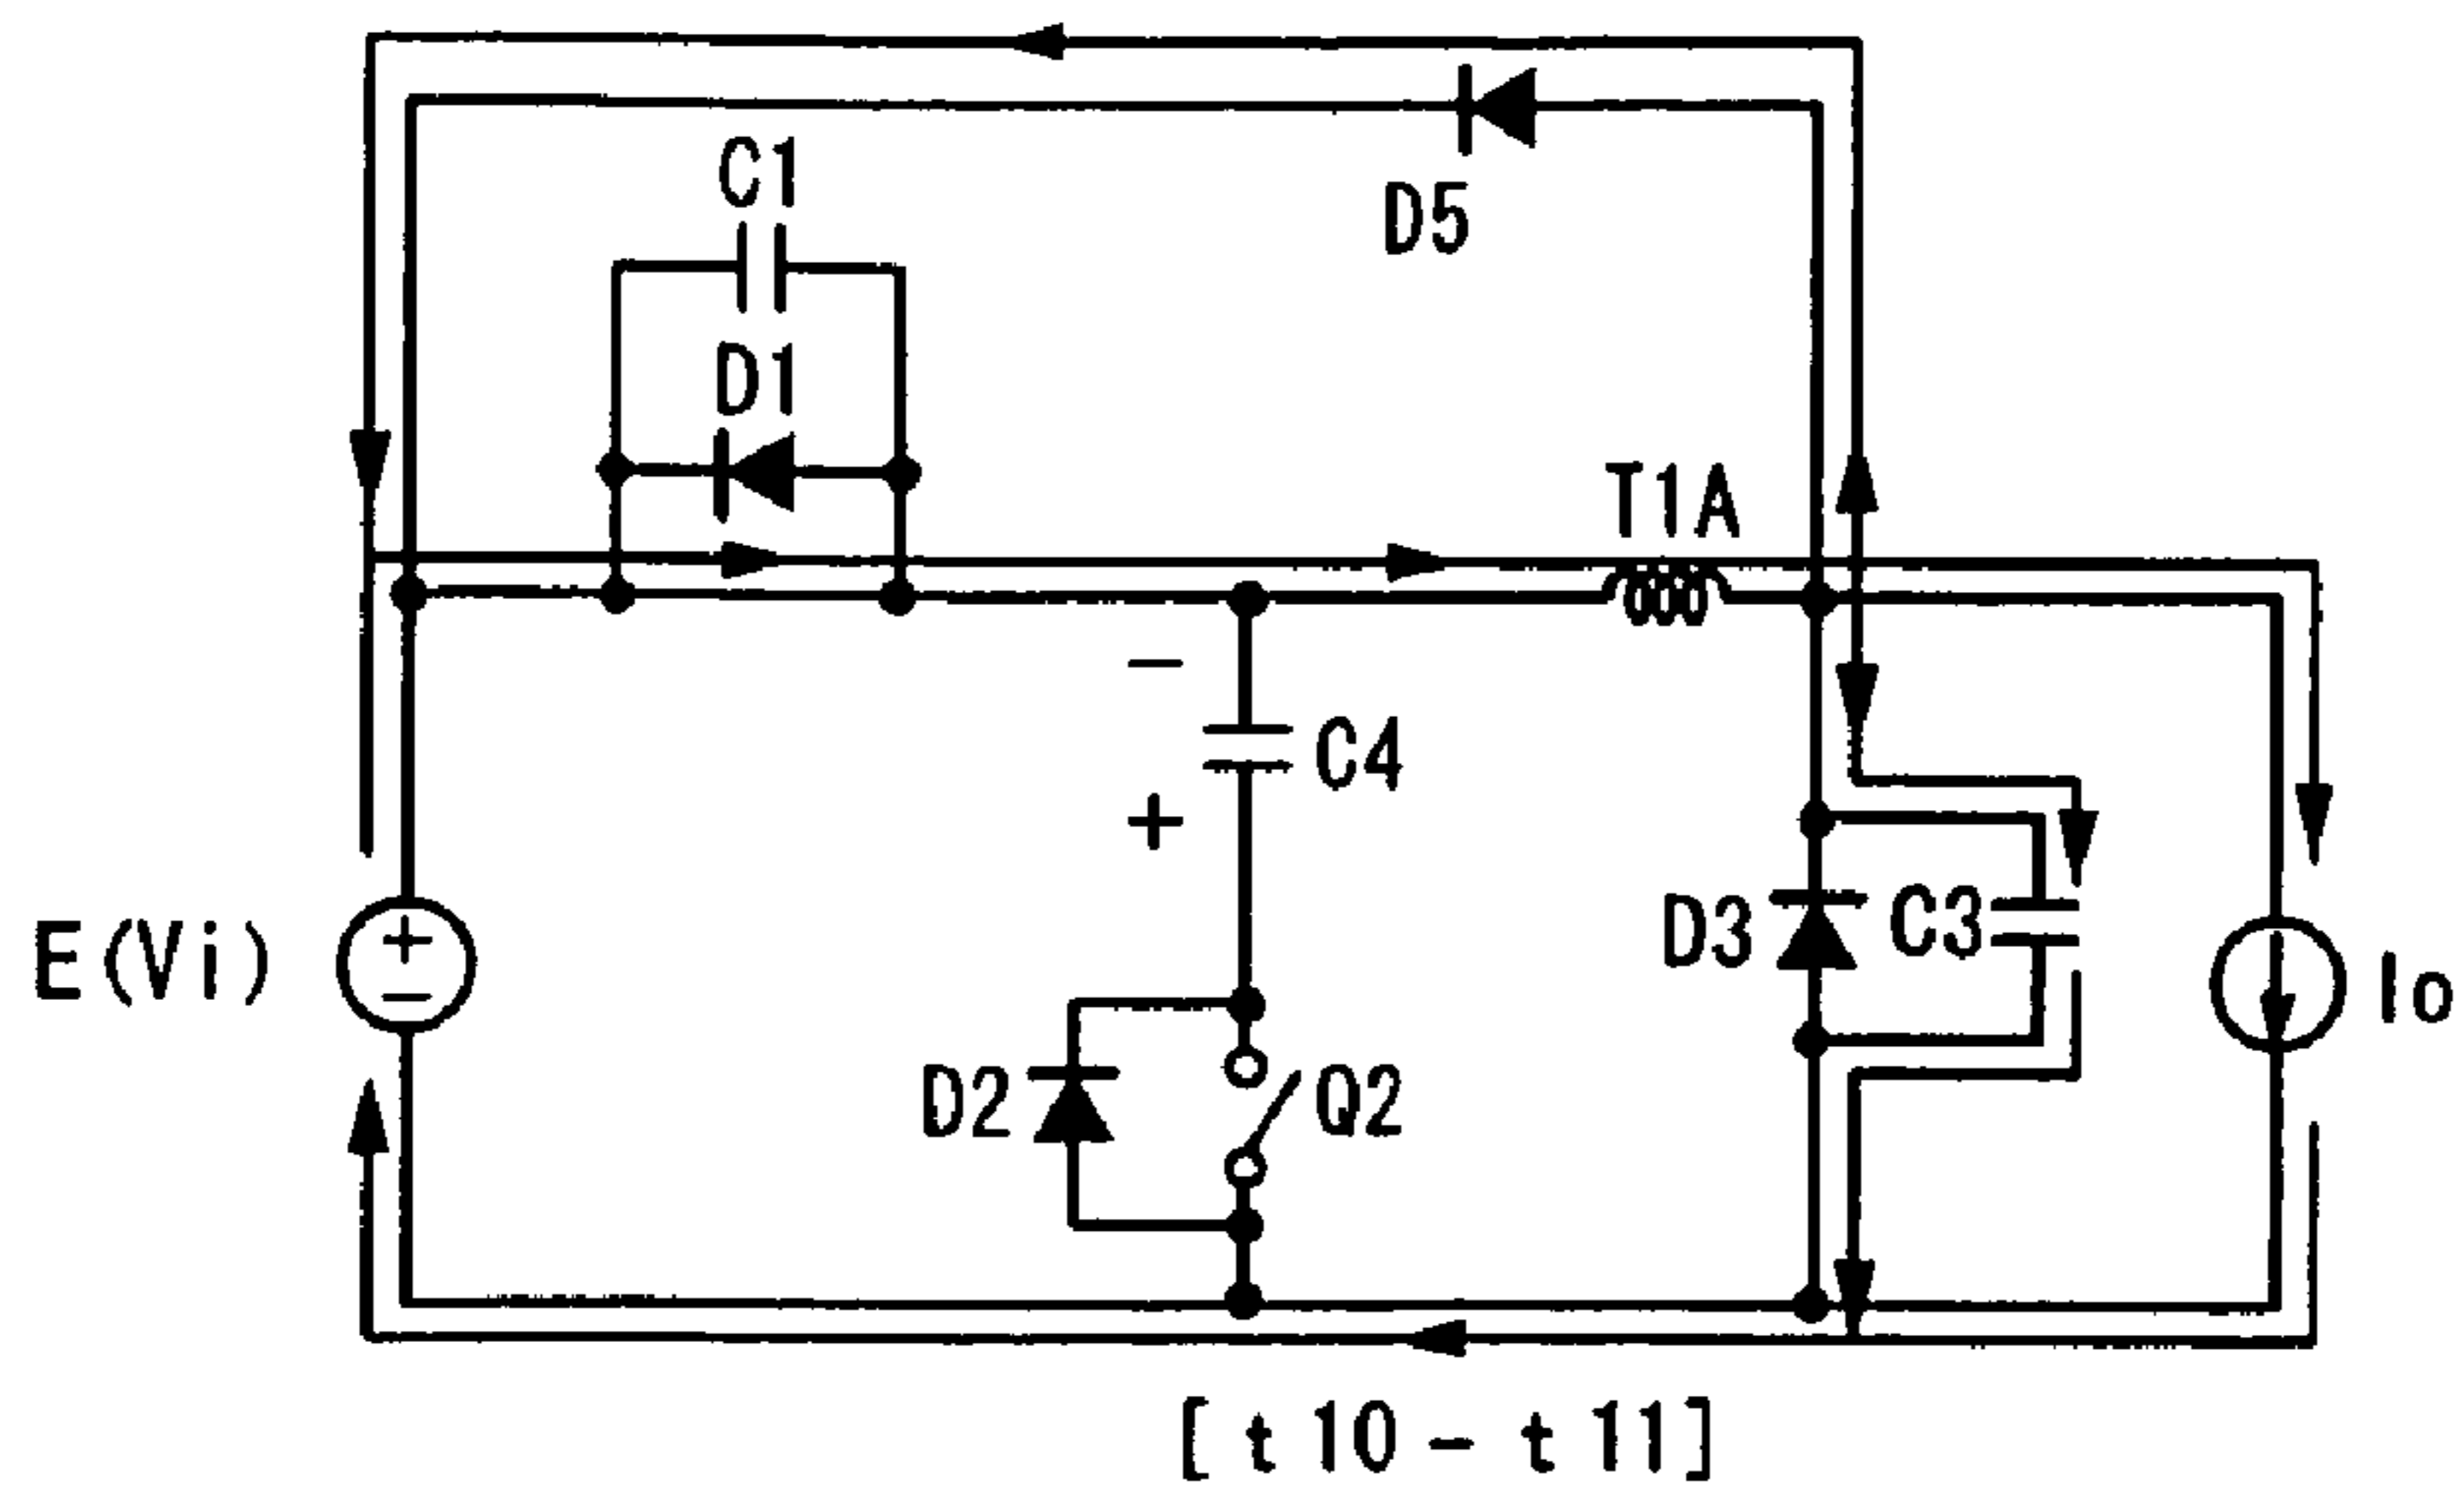 C1
D5
D1
T1A
−
C4
+
E(Vi)
+
−
D3
C3
Io
D2
Q2
[t10−t11]